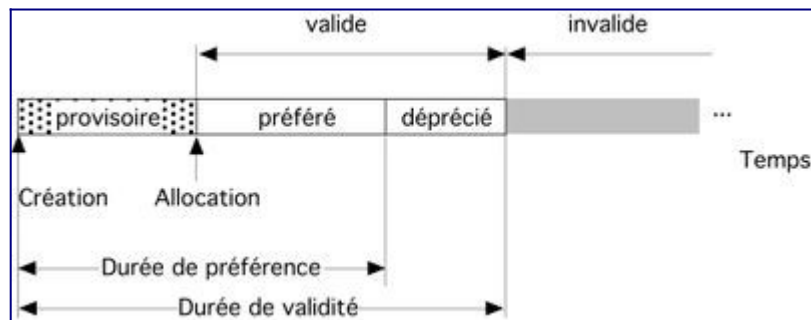 valide invalide
provisoire préféré déprécié ...
Temps
Création Allocation
Durée de préférence
Durée de validité